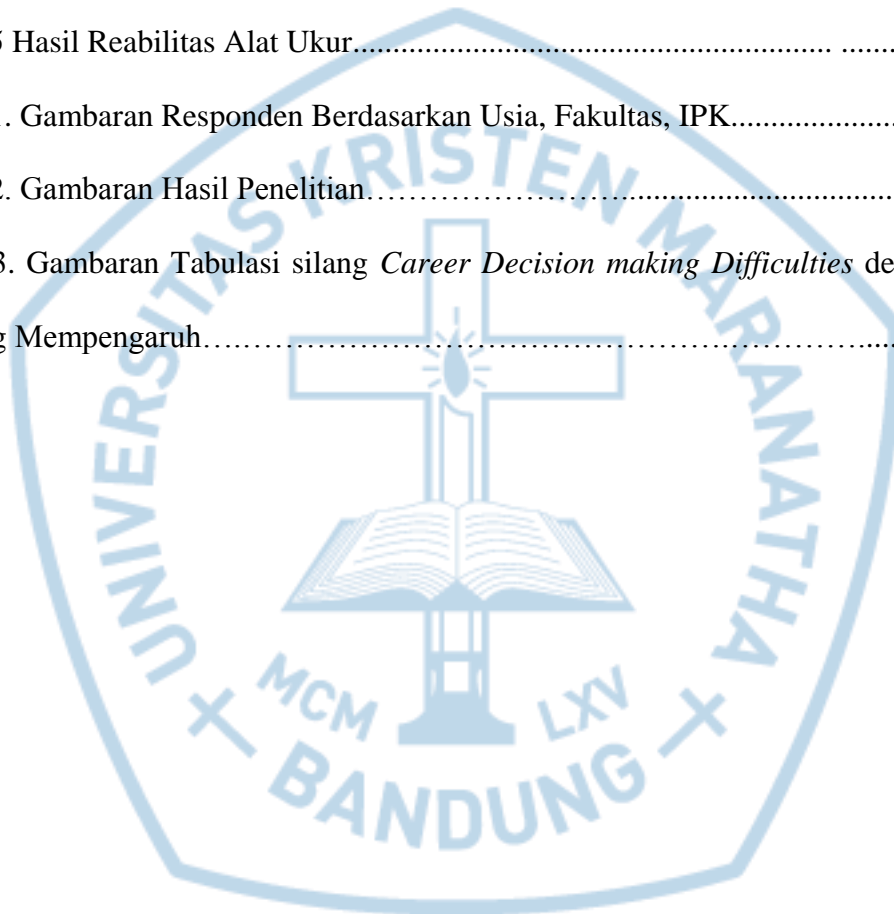 5 Hasil Reabilitas Alat Ukur............................................................. .......
1. Gambaran Responden Berdasarkan Usia, Fakultas, IPK.....................
2. Gambaran Hasil Penelitian…………………….................................
3. Gambaran Tabulasi silang Career Decision making Difficulties de
g Mempengaruh….………………………………………………….....
UNIVERSITAS KRISTEN MARANATHA
MCM LXV
BANDUNG